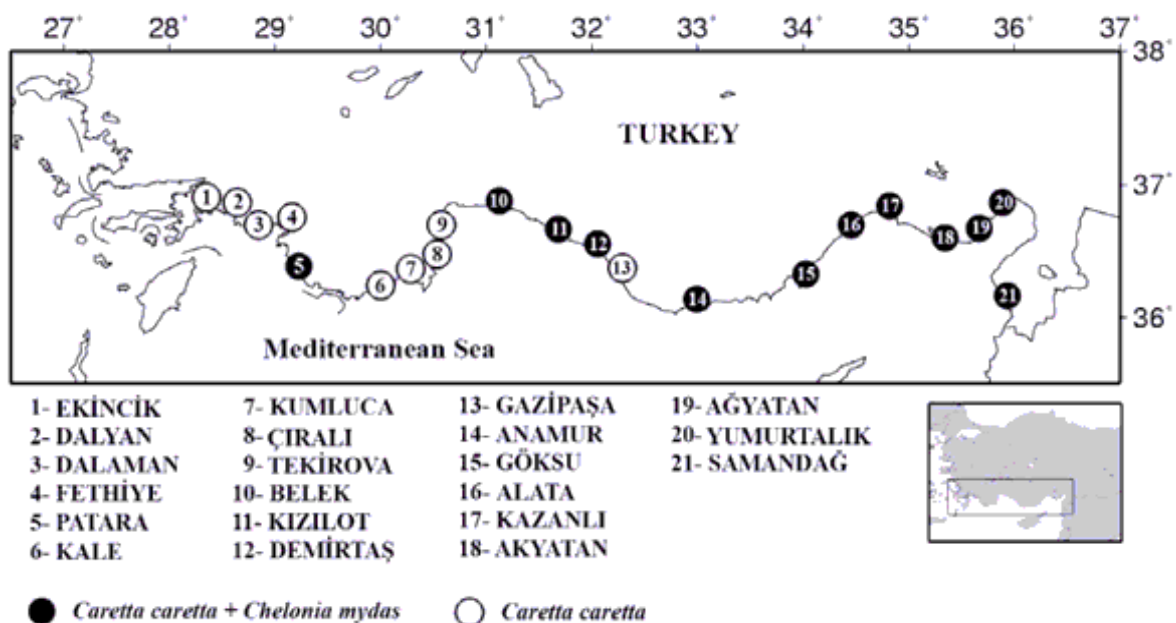 27° 28° 29° 30° 31° 32° 33° 34° 35° 36° 37°
38°
TURKEY
37°
1 2 3 4 5 6 7 8 9 10 11 12 13 14 15 16 17 18 19 20 21
36°
Mediterranean Sea
1- EKİNCİK 7- KUMLUCA 13- GAZİPAŞA 19- AĞYATAN
2- DALYAN 8- ÇIRALI 14- ANAMUR 20- YUMURTALIK
3- DALAMAN 9- TEKİROVA 15- GÖKSU 21- SAMANDAĞ
4- FETHİYE 10- BELEK 16- ALATA
5- PATARA 11- KIZILOT 17- KAZANLI
6- KALE 12- DEMİRTAŞ 18- AKYATAN
Caretta caretta + Chelonia mydas Caretta caretta